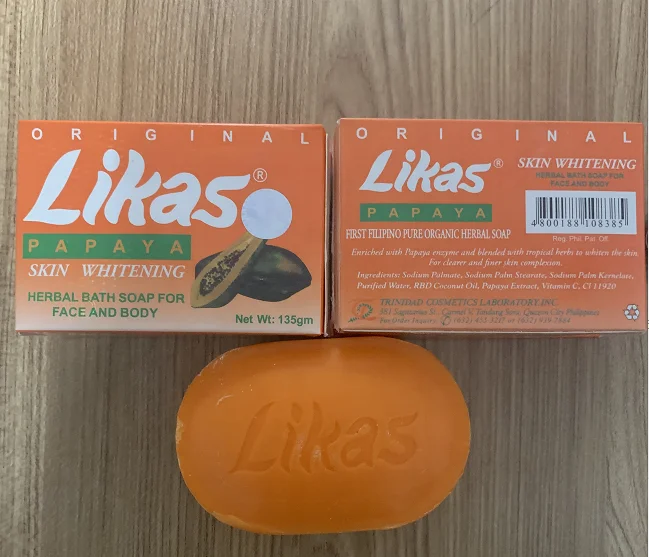 ORIGINAL
Likas®
PAPAYA
SKIN WHITENING
HERBAL BATH SOAP FOR
FACE AND BODY
Net Wt: 135gm
ORIGINAL
Likas®
PAPAYA
SKIN WHITENING
HERBAL BATH SOAP FOR
FACE AND BODY
4 800188 108385
Reg. Phil. Pat. Off.
FIRST FILIPINO PURE ORGANIC HERBAL SOAP
Enriched with Papaya enzyme and blended with tropical herbs to whiten the skin.
For clearer and finer skin complexion.
Ingredients: Sodium Palmate, Sodium Palm Stearate, Sodium Palm Kernelate,
Purified Water, RBD Coconut Oil, Papaya Extract, Vitamin C, CI 11920
TRINIDAD COSMETICS LABORATORY INC.
Quezon City Philippines
Likas